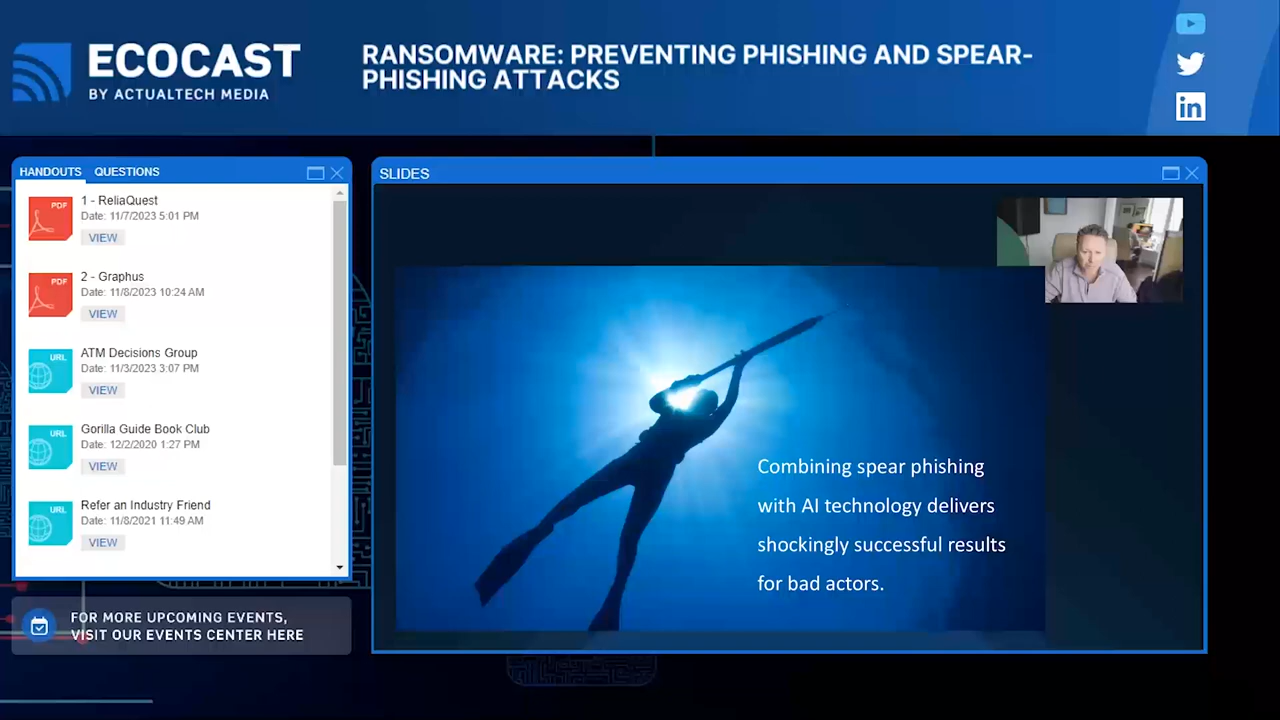 ECOCAST
BY ACTUALTECH MEDIA
RANSOMWARE: PREVENTING PHISHING AND SPEAR-
PHISHING ATTACKS
HANDOUTS QUESTIONS
PDF
1 - ReliaQuest
Date: 11/7/2023 5:01 PM
VIEW
PDF
2 - Graphus
Date: 11/8/2023 10:24 AM
VIEW
URL
ATM Decisions Group
Date: 11/3/2023 3:07 PM
VIEW
URL
Gorilla Guide Book Club
Date: 12/2/2020 1:27 PM
VIEW
URL
Refer an Industry Friend
Date: 11/8/2021 11:49 AM
VIEW
FOR MORE UPCOMING EVENTS,
VISIT OUR EVENTS CENTER HERE
SLIDES
Combining spear phishing
with AI technology delivers
shockingly successful results
for bad actors.
in